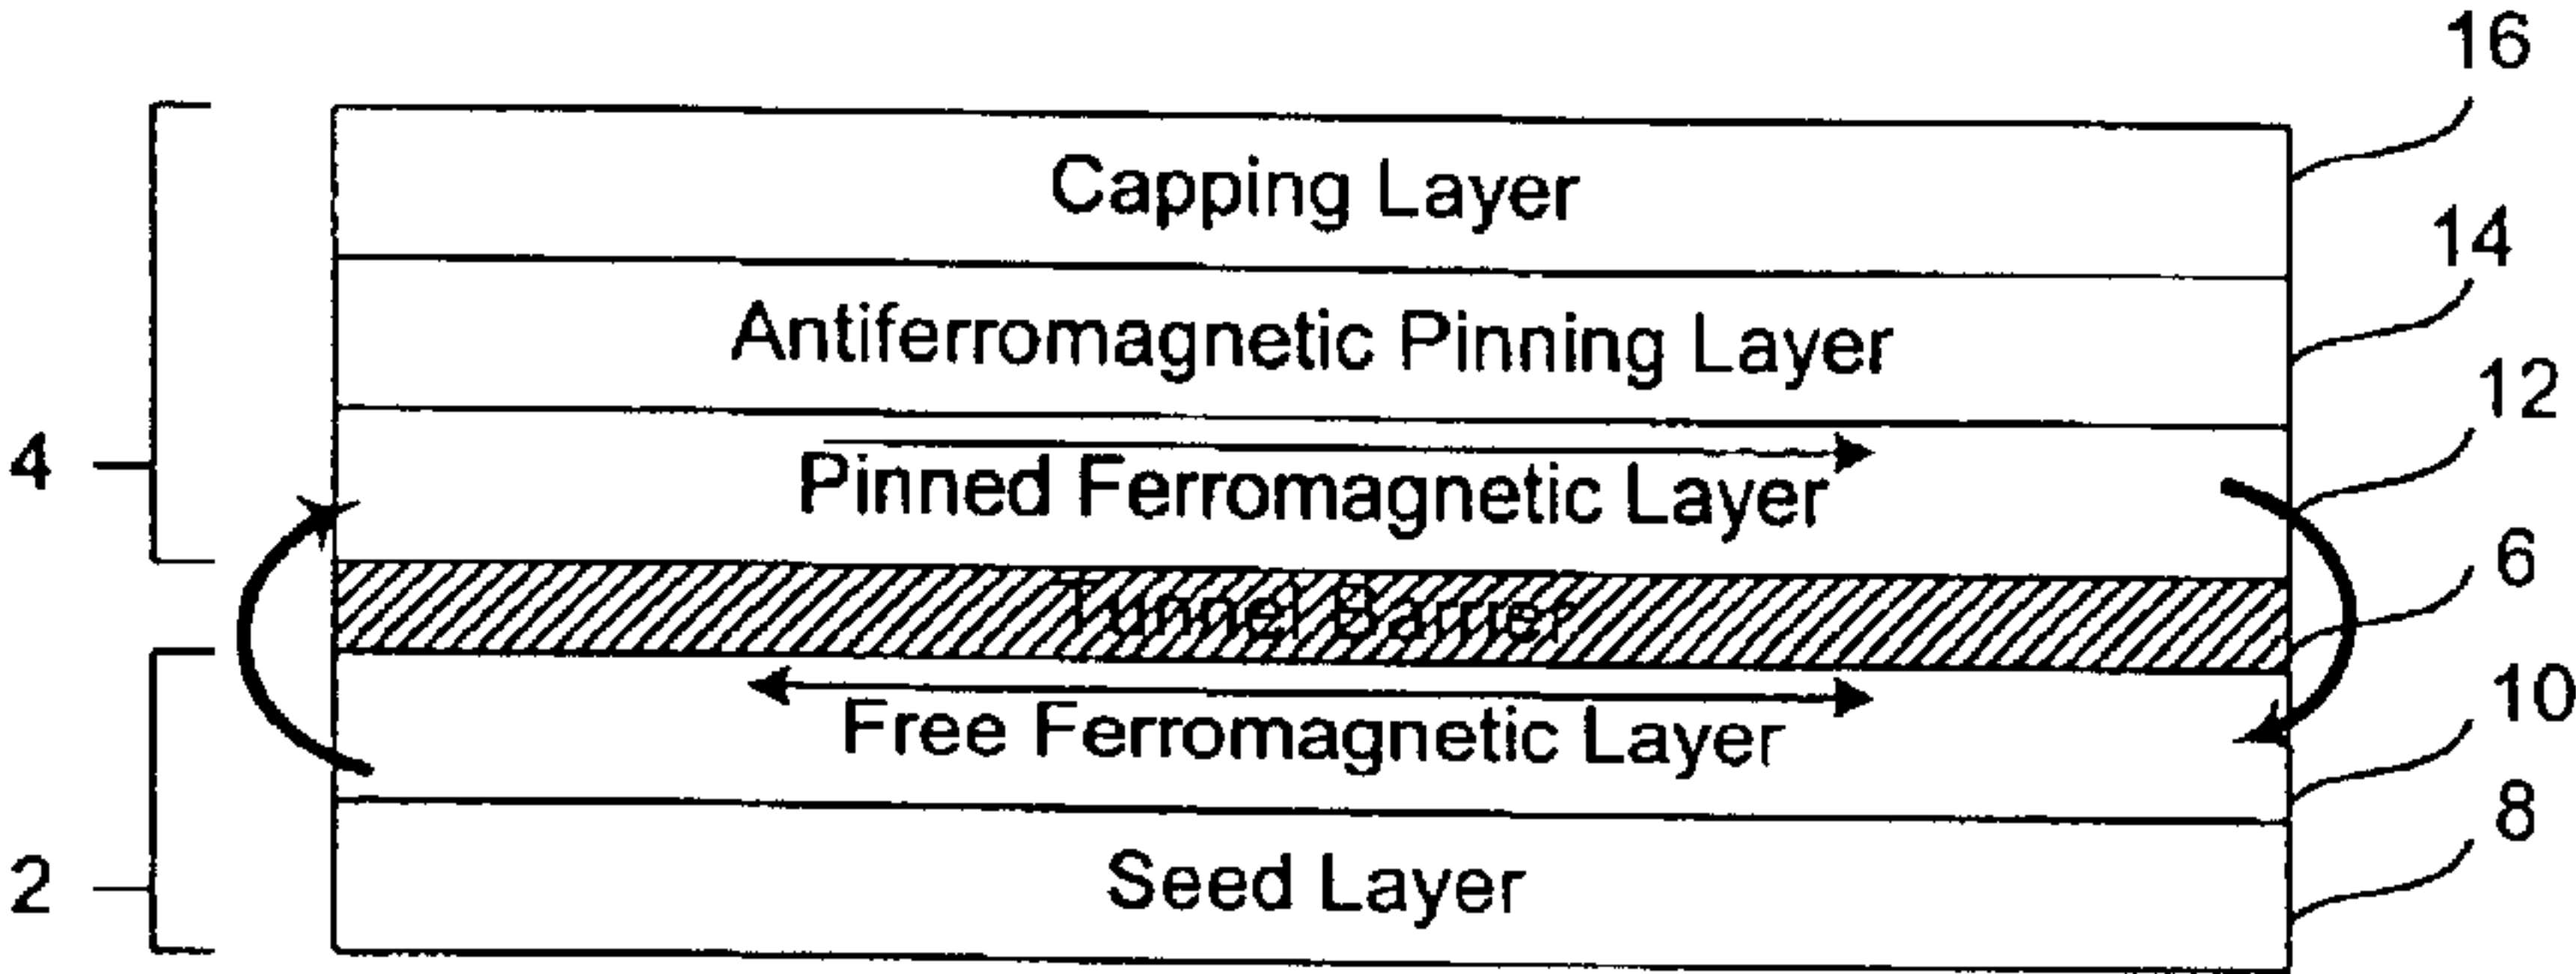 16
Capping Layer
14
Antiferromagnetic Pinning Layer
12
4
Pinned Ferromagnetic Layer
6
Tunnel Barrier
10
Free Ferromagnetic Layer
8
2
Seed Layer